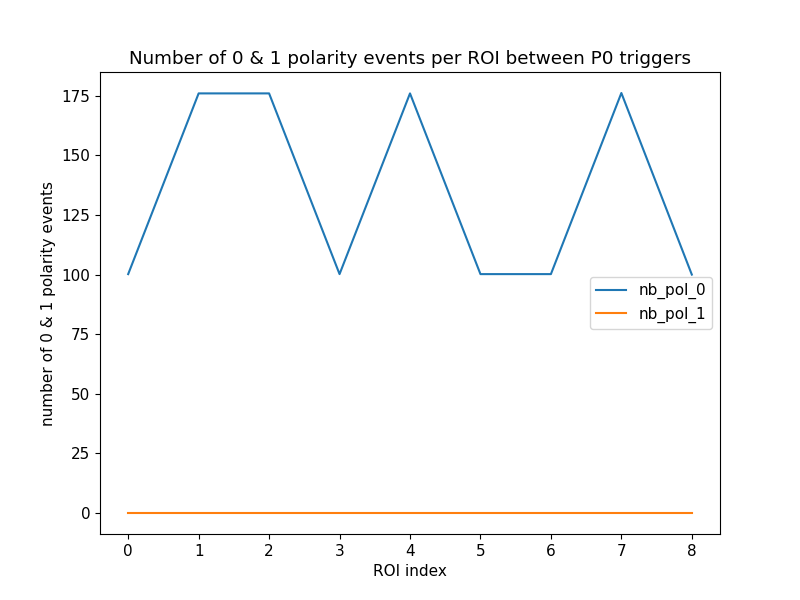 Number of 0 & 1 polarity events per ROI between P0 triggers
number of 0 & 1 polarity events
175
150
125
100
75
50
25
0
nb_pol_0
nb_pol_1
0 1 2 3 4 5 6 7 8
ROI index